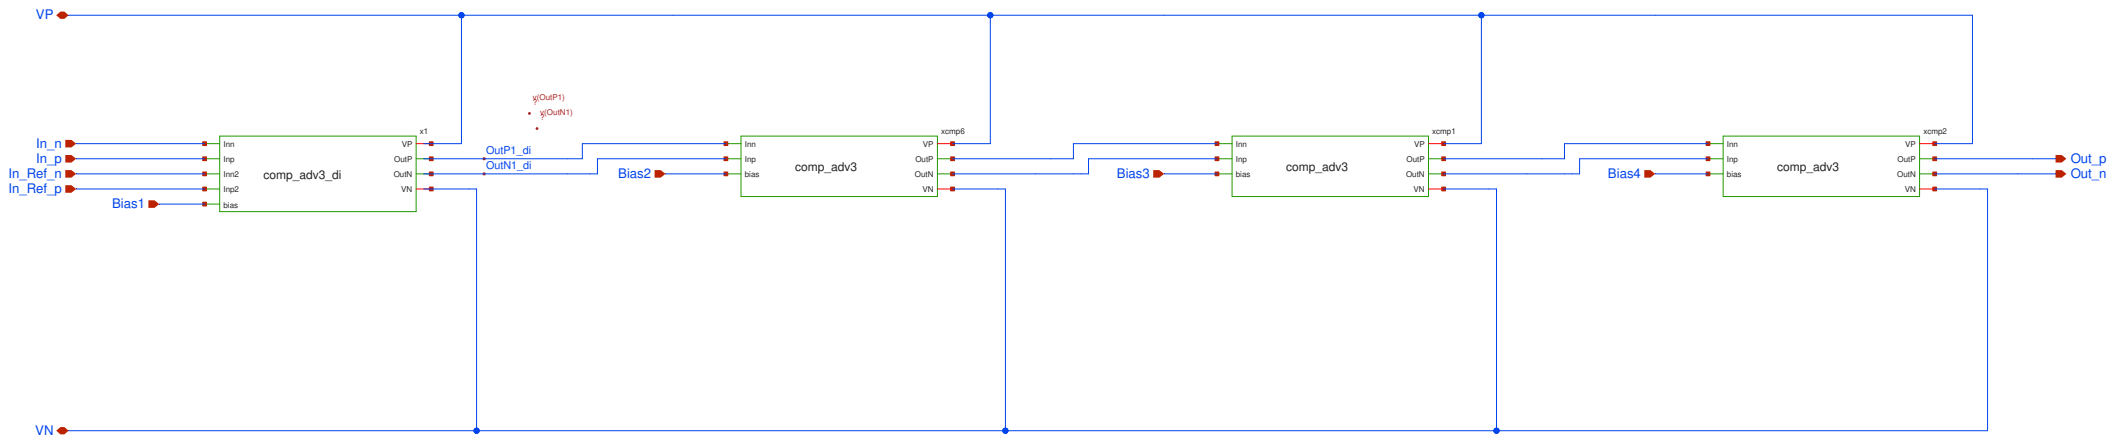 VP
v(OutP1)
?
v(OutN1)
?
x1
xcmp6
xcmp1
xcmp2
In_n
In_p
In_Ref_n
In_Ref_p
Bias1
Inn
Inp
Inn2
Inp2
bias
comp_adv3_di
VP
OutP
OutN
VN
OutP1_di
OutN1_di
Bias2
Inn
Inp
bias
comp_adv3
VP
OutP
OutN
VN
Bias3
Inn
Inp
bias
comp_adv3
VP
OutP
OutN
VN
Bias4
Inn
Inp
bias
comp_adv3
VP
OutP
OutN
VN
Out_p
Out_n
VN